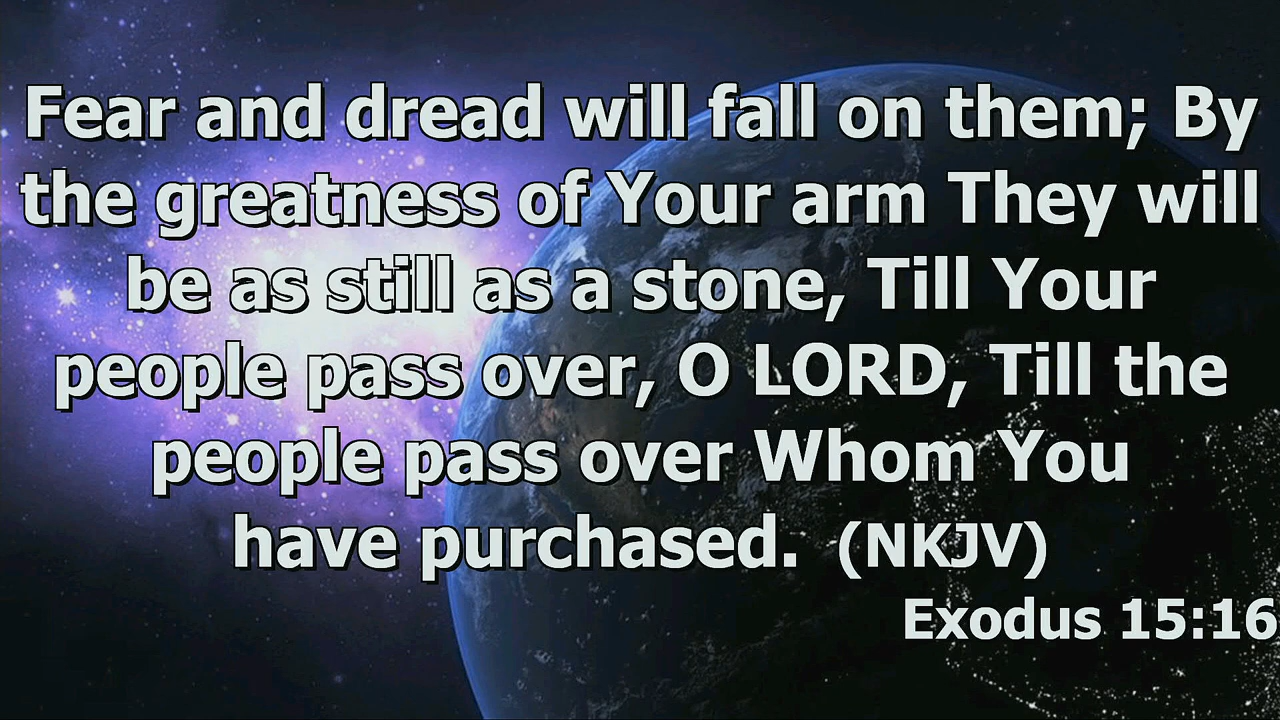 Fear and dread will fall on them; By
the greatness of Your arm They will
be as still as a stone, Till Your
people pass over, O LORD, Till the
people pass over Whom You
have purchased. (NKJV)
Exodus 15:16